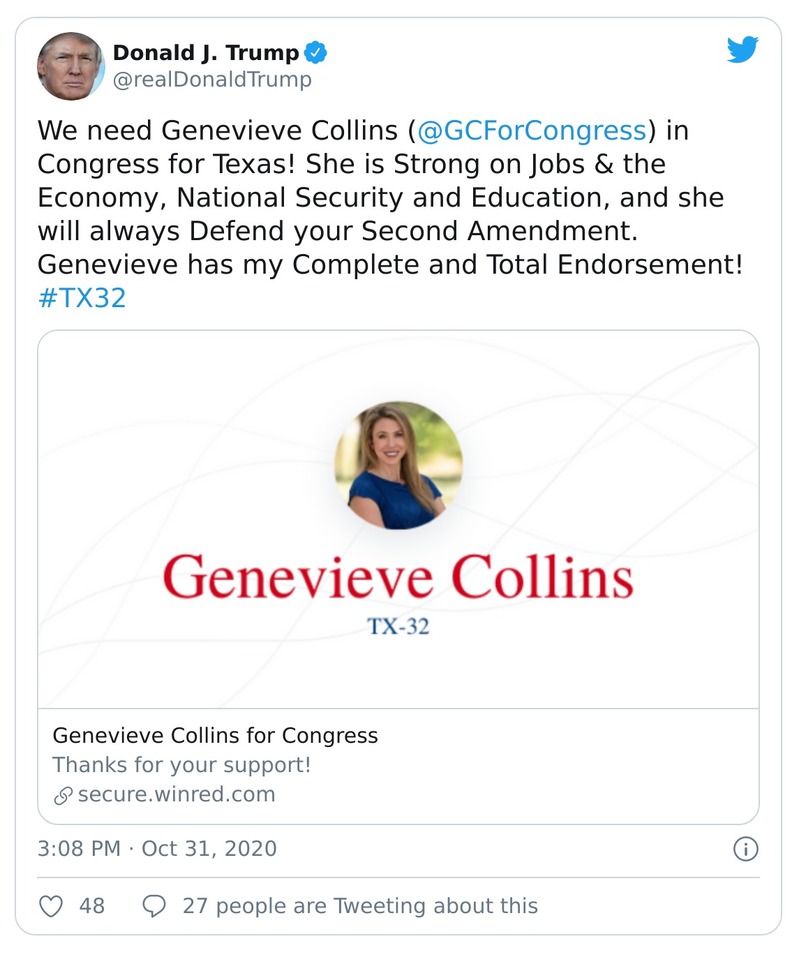 Donald J. Trump
@realDonaldTrump
We need Genevieve Collins (@GCForCongress) in
Congress for Texas! She is Strong on Jobs & the
Economy, National Security and Education, and she
will always Defend your Second Amendment.
Genevieve has my Complete and Total Endorsement!
#TX32
Genevieve Collins
TX-32
Genevieve Collins for Congress
Thanks for your support!
secure.winred.com
3:08 PM · Oct 31, 2020
48
27 people are Tweeting about this